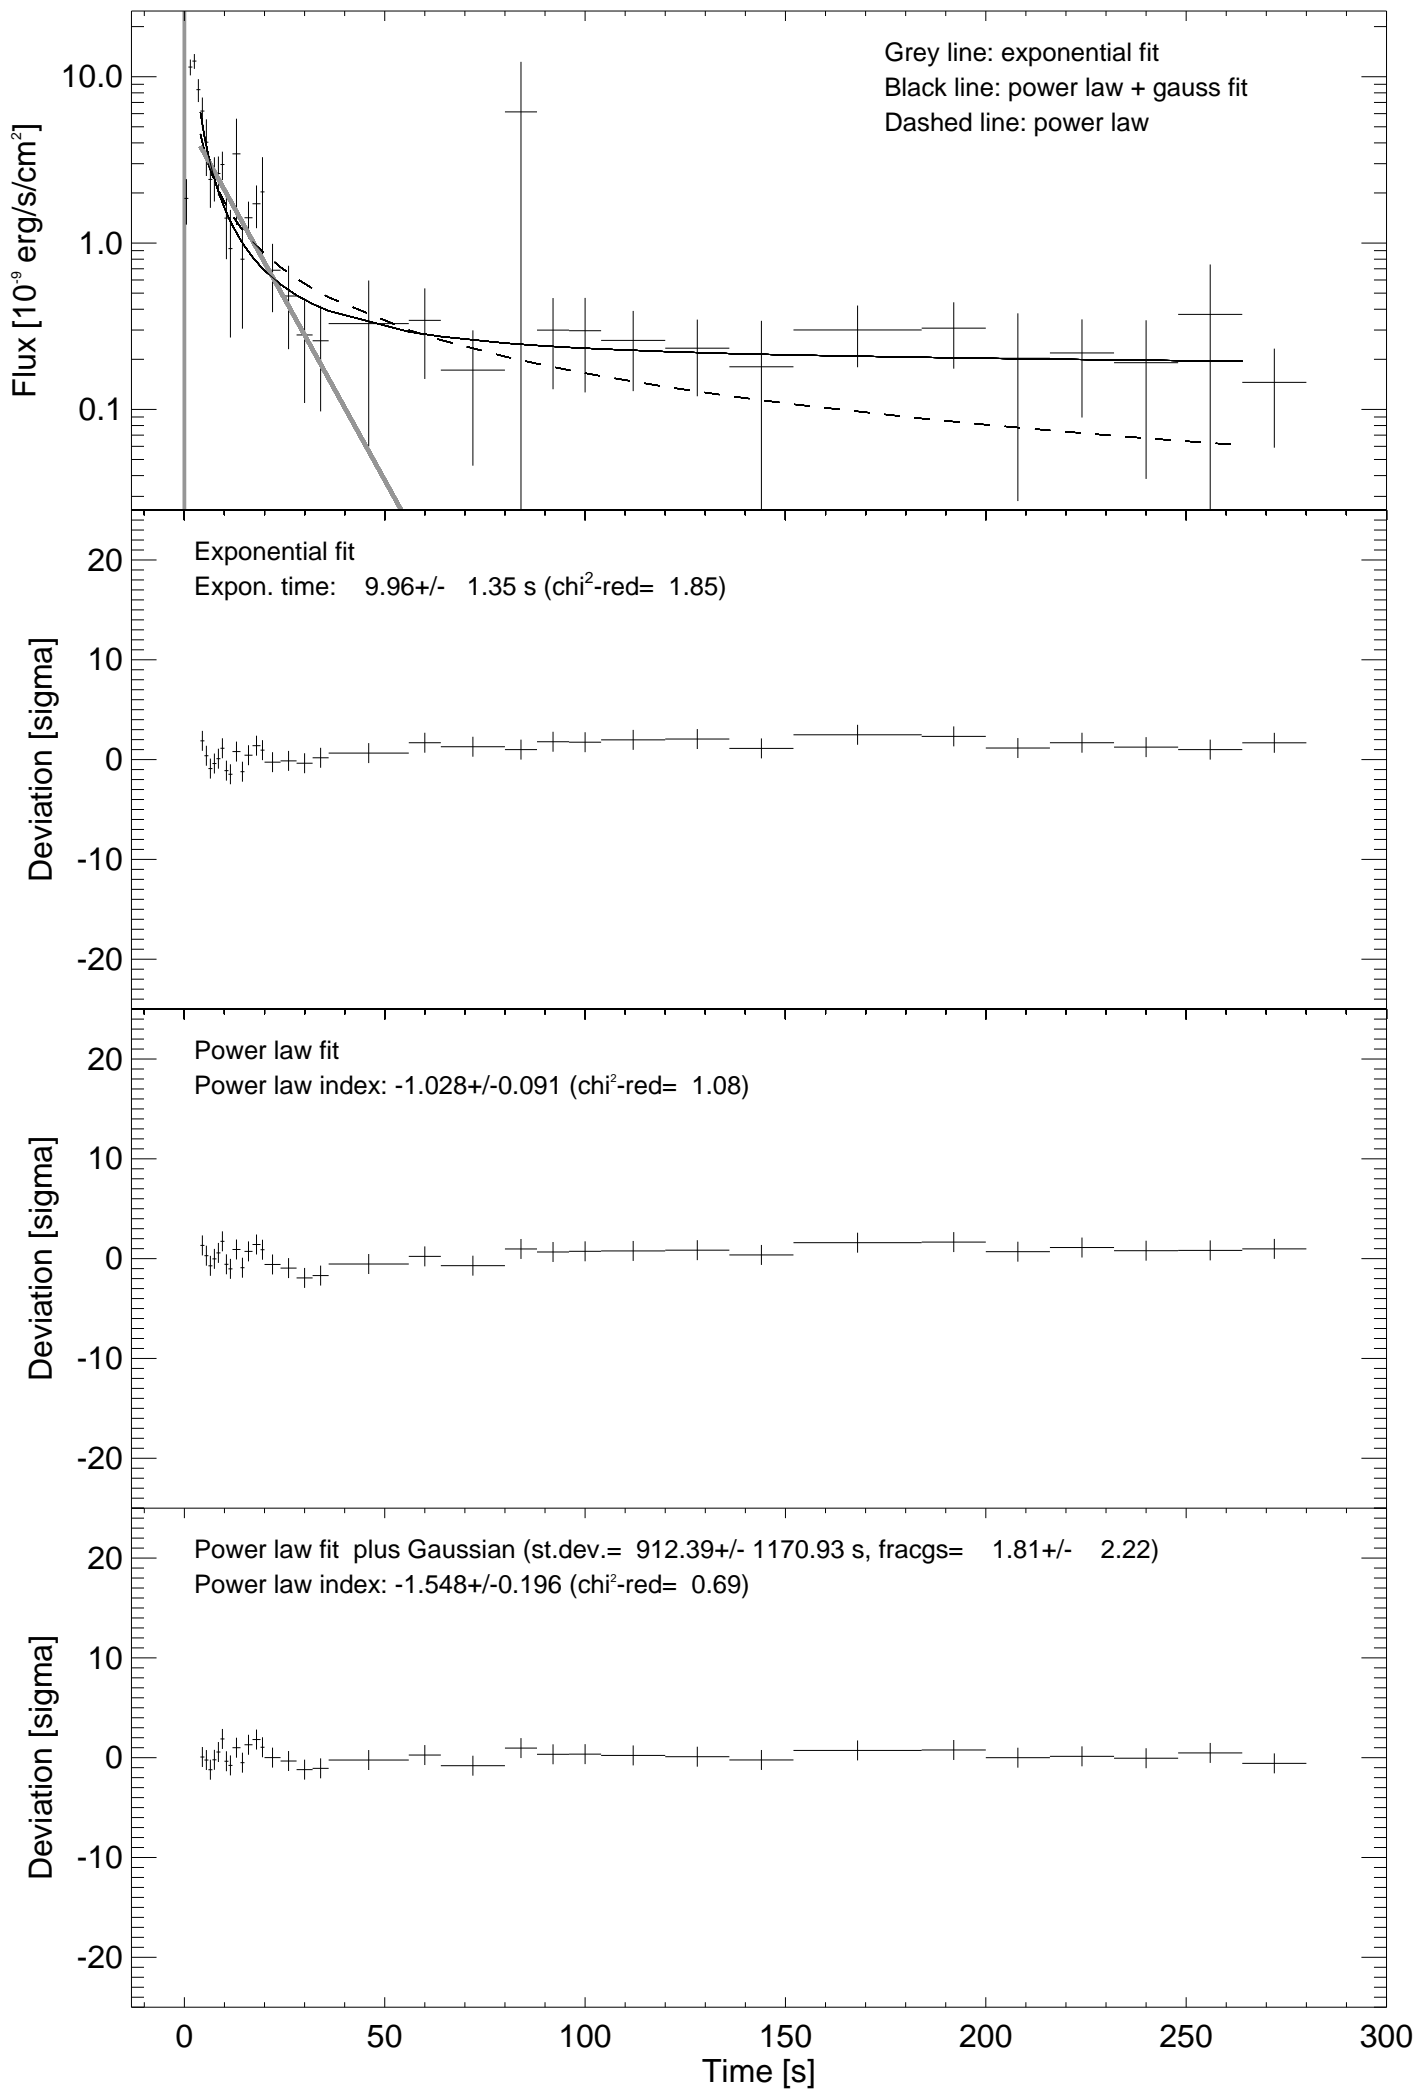 Grey line: exponential fit
Black line: power law + gauss fit
Dashed line: power law
Flux [10⁻⁹ erg/s/cm²]
10.0
1.0
0.1
Exponential fit
Expon. time: 9.96+/- 1.35 s (chi²-red= 1.85)
Deviation [sigma]
20
10
0
-10
-20
Power law fit
Power law index: -1.028+/-0.091 (chi²-red= 1.08)
Deviation [sigma]
20
10
0
-10
-20
Power law fit plus Gaussian (st.dev.= 912.39+/- 1170.93 s, fracgs= 1.81+/- 2.22)
Power law index: -1.548+/-0.196 (chi²-red= 0.69)
Deviation [sigma]
20
10
0
-10
-20
0 50 100 150 200 250 300
Time [s]